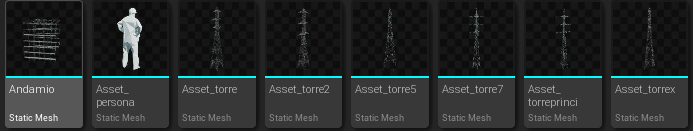 Andamio
Static Mesh
Asset_
persona
Static Mesh
Asset_torre
Static Mesh
Asset_torre2
Static Mesh
Asset_torre5
Static Mesh
Asset_torre7
Static Mesh
Asset_
torreprinci
Static Mesh
Asset_torrex
Static Mesh